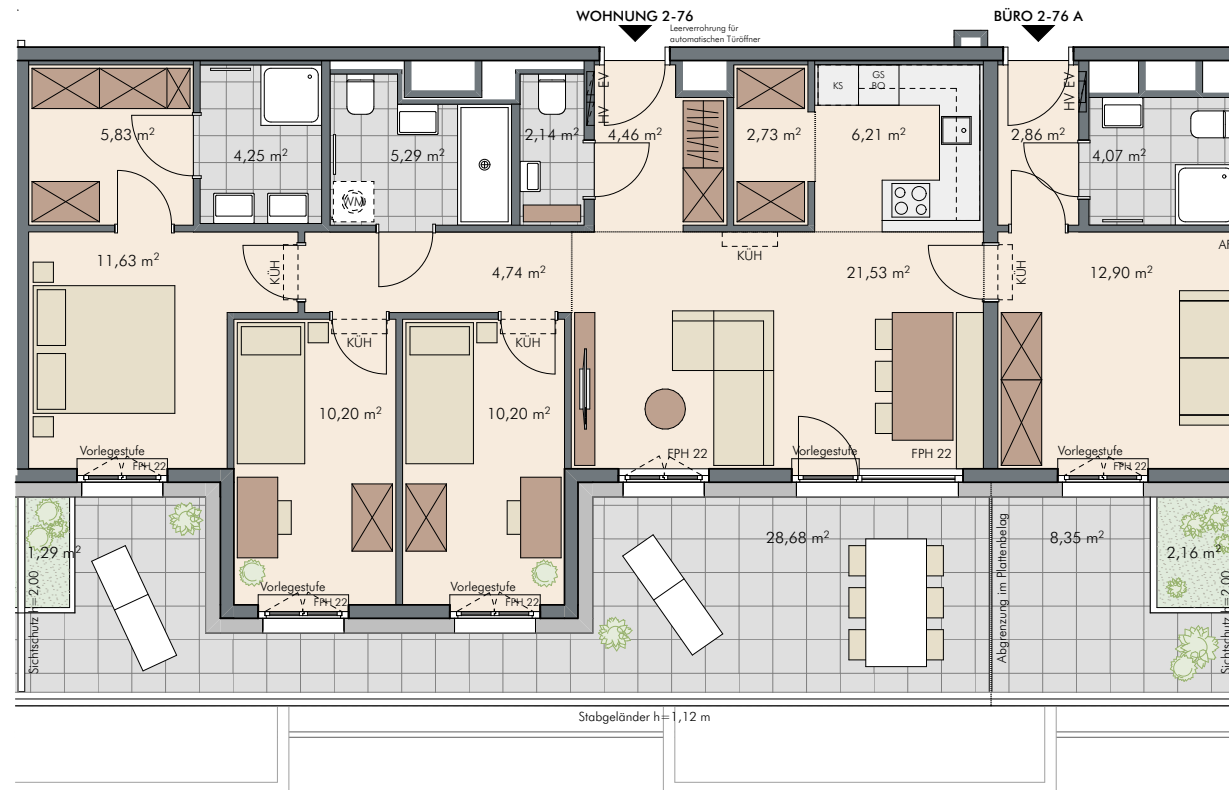 WOHNUNG 2-76
BÜRO 2-76 A
Leerverrohrung für
automatischen Türöffner
HV EV
KS
GS
BO
HV EV
5,83 m²
4,25 m²
5,29 m²
2,14 m²
4,46 m²
2,73 m²
6,21 m²
2,86 m²
4,07 m²
WM
11,63 m²
KÜH
4,74 m²
KÜH
21,53 m²
KÜH
12,90 m²
KÜH
KÜH
10,20 m²
10,20 m²
Vorlegestufe
FPH 22
FPH 22
Vorlegestufe
FPH 22
Vorlegestufe
FPH 22
1,29 m²
28,68 m²
8,35 m²
2,16 m²
Vorlegestufe
FPH 22
Vorlegestufe
FPH 22
Sichtschutz h= 2,00
Abgrenzung im Plattenbelag
Sichtschutz h=2,00
Stabgeländer h=1,12 m